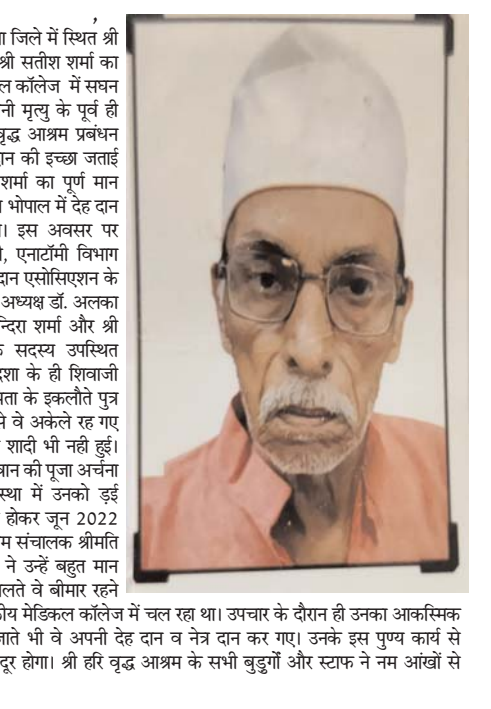 ,
ा जिले में स्थित श्री
श्री सतीश शर्मा का
ल कॉलेज में सघन
नी मृत्यु के पूर्व ही
वृद्ध आश्रम प्रबंधन
ान की इच्छा जताई
शर्मा का पूर्ण मान
भोपाल में देह दान
। इस अवसर पर
ी, एनाटॉमी विभाग
दान एसोसिएशन के
अध्यक्ष डॉ. अलका
न्दिरा शर्मा और श्री
के सदस्य उपस्थित
दशा के ही शिवाजी
ता के इकलौते पुत्र
से वे अकेले रह गए
शादी भी नही हुई।
वान की पूजा अर्चना
स्था में उनको ड़ई
होकर जून 2022
म संचालक श्रीमति
ने उन्हें बहुत मान
लते वे बीमार रहने
ीय मेडिकल कॉलेज में चल रहा था। उपचार के दौरान ही उनका आकस्मिक
जाते भी वे अपनी देह दान व नेत्र दान कर गए। उनके इस पुण्य कार्य से
दूर होगा। श्री हरि वृद्ध आश्रम के सभी बुडुर्गों और स्टाफ ने नम आंखों से